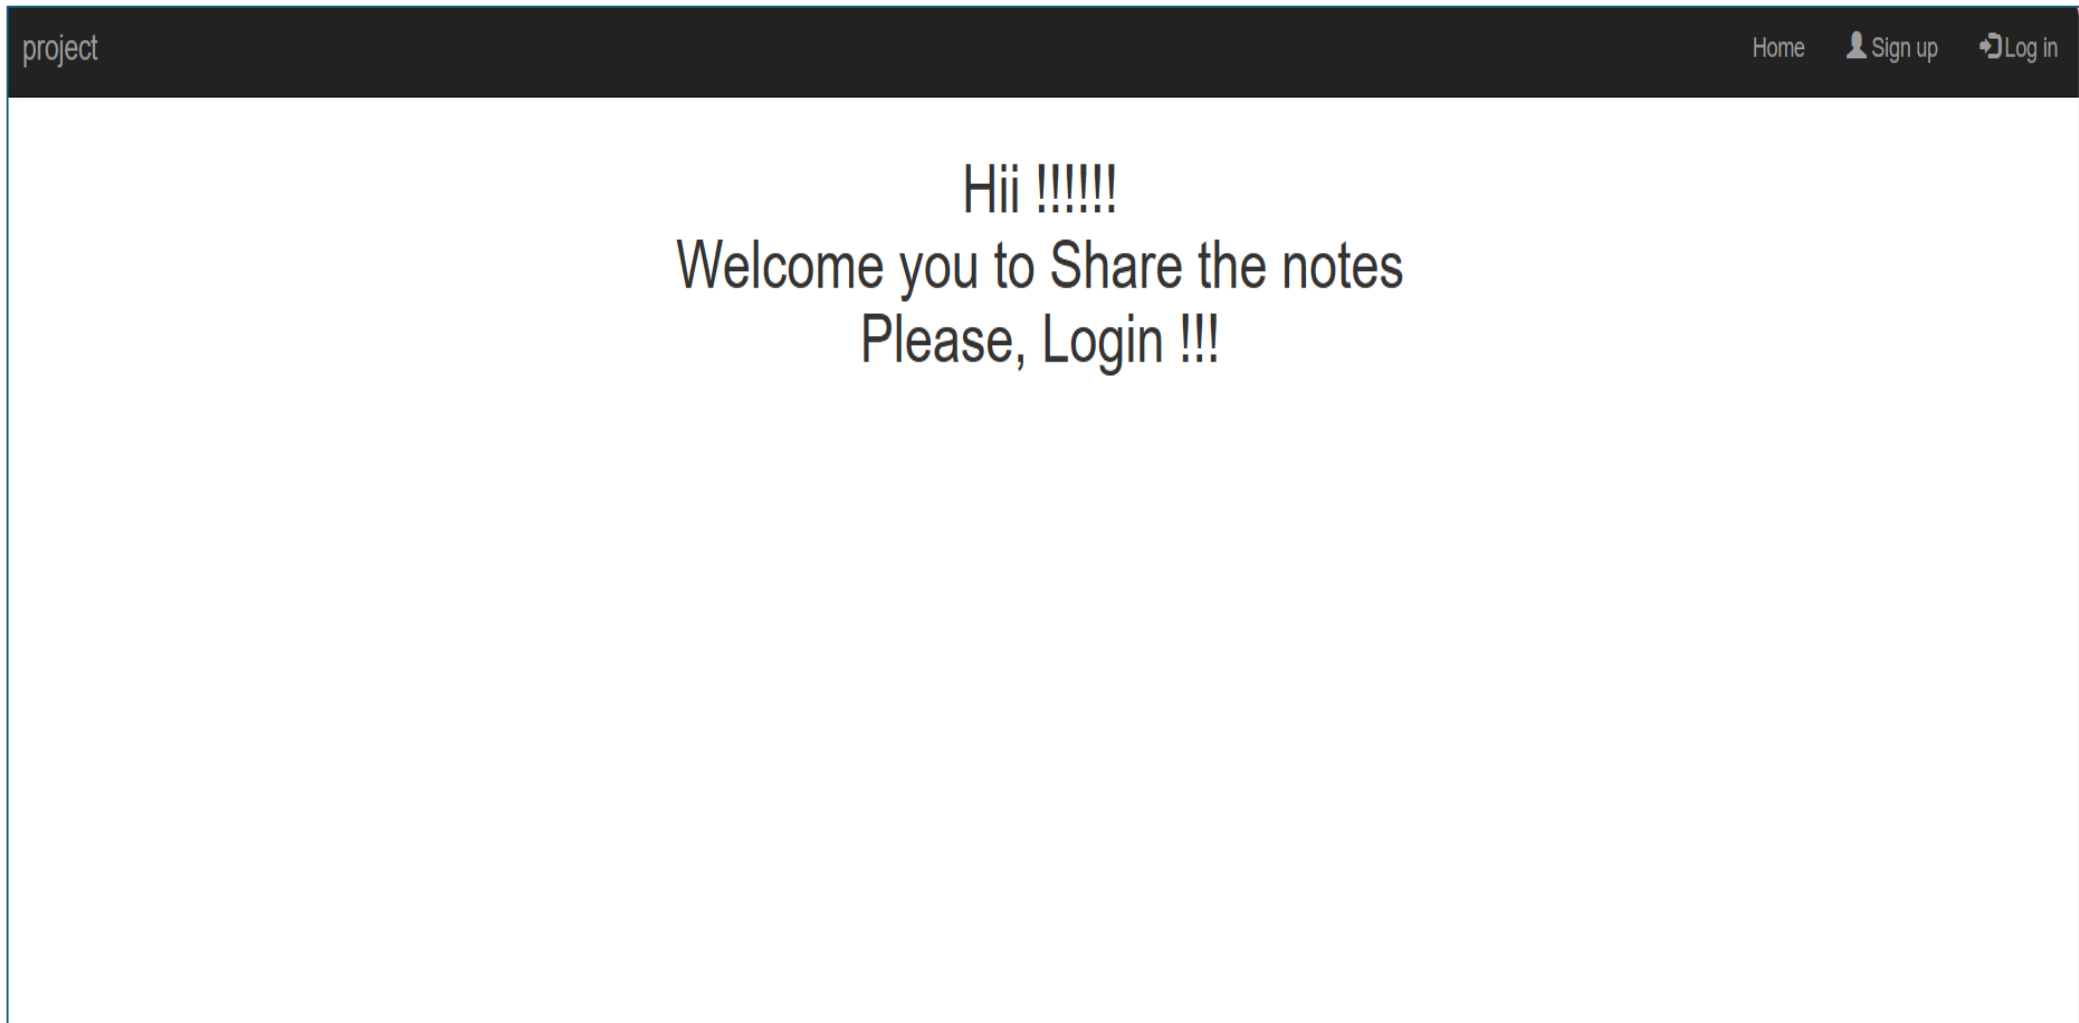 project Home Sign up Log in
Hii !!!!!!
Welcome you to Share the notes
Please, Login !!!